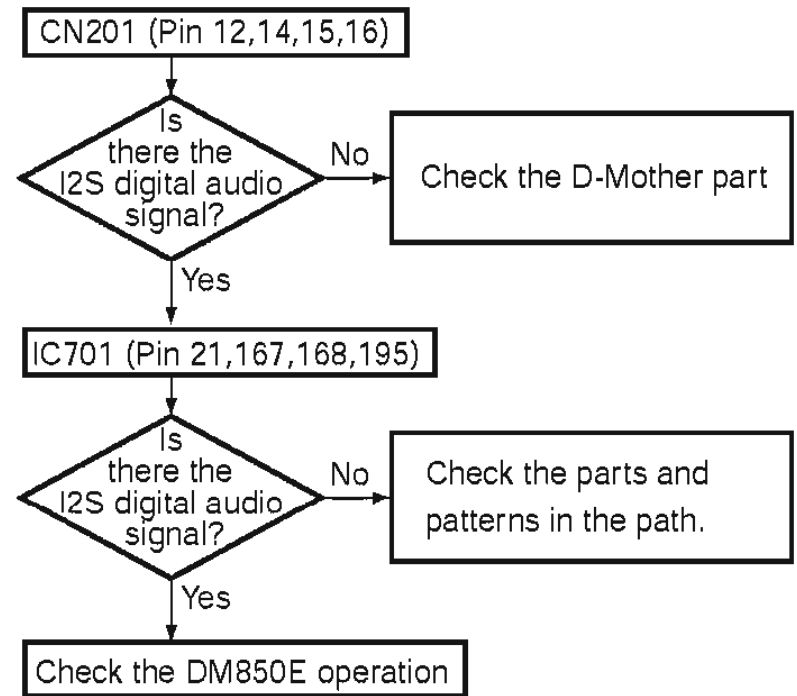 CN201 (Pin 12,14,15,16)
Is
there the
I2S digital audio
signal?
No
Check the D-Mother part
Yes
IC701 (Pin 21,167,168,195)
Is
there the
I2S digital audio
signal?
No
Check the parts and
patterns in the path.
Yes
Check the DM850E operation